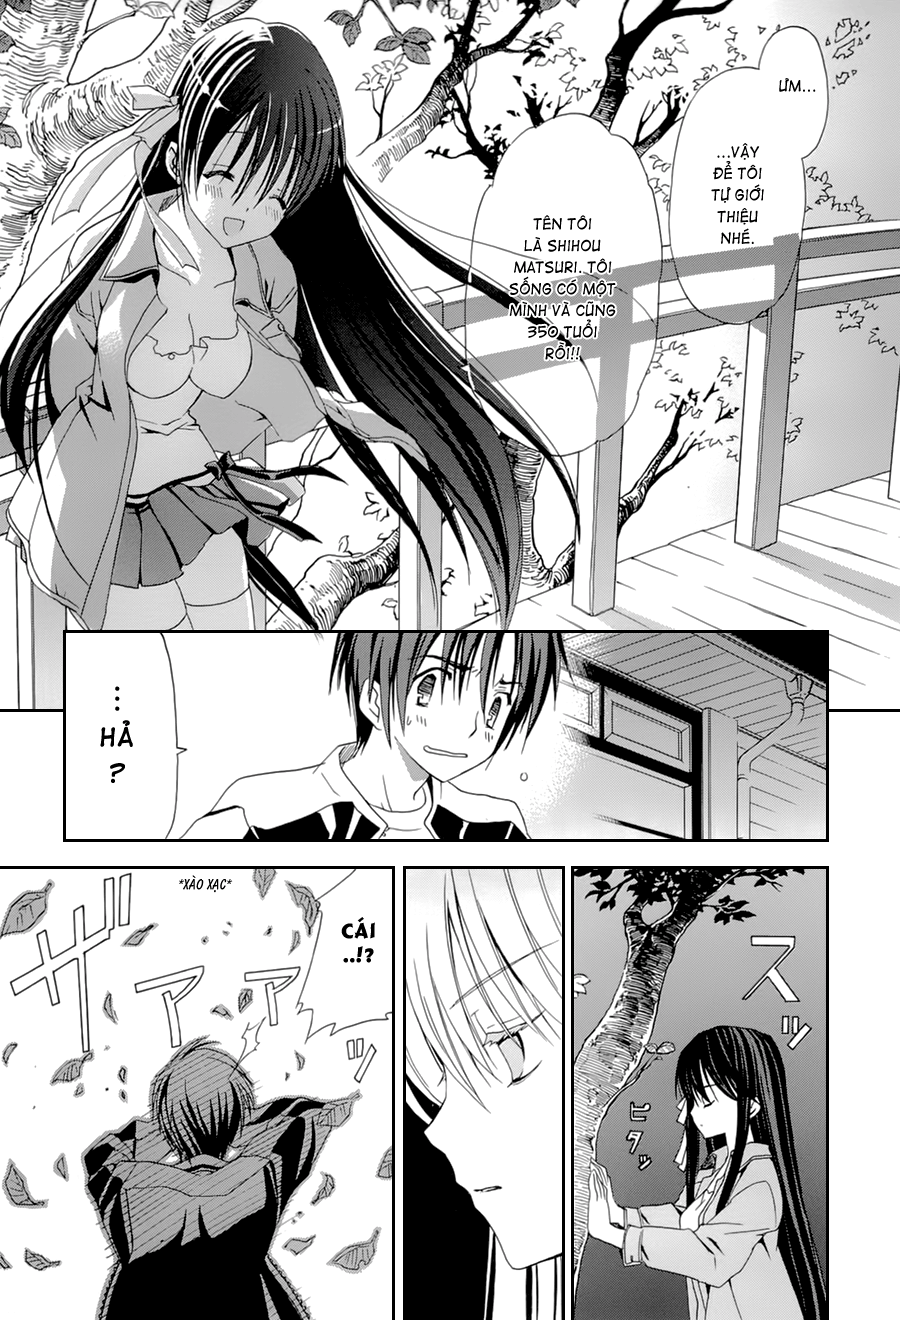 ƯM...
...VẬY
ĐỂ TÔI
TỰ GIỚI
THIỆU
NHÉ.
TÊN TÔI
LÀ SHIHOU
MATSURI. TÔI
SỐNG CÓ MỘT
MÌNH VÀ CŨNG
350 TUỔI
RỒI!!
...
HẢ
?
スッ
ピタッ
CÁI
..!?
*XÀO XẠC*
ザァアッ